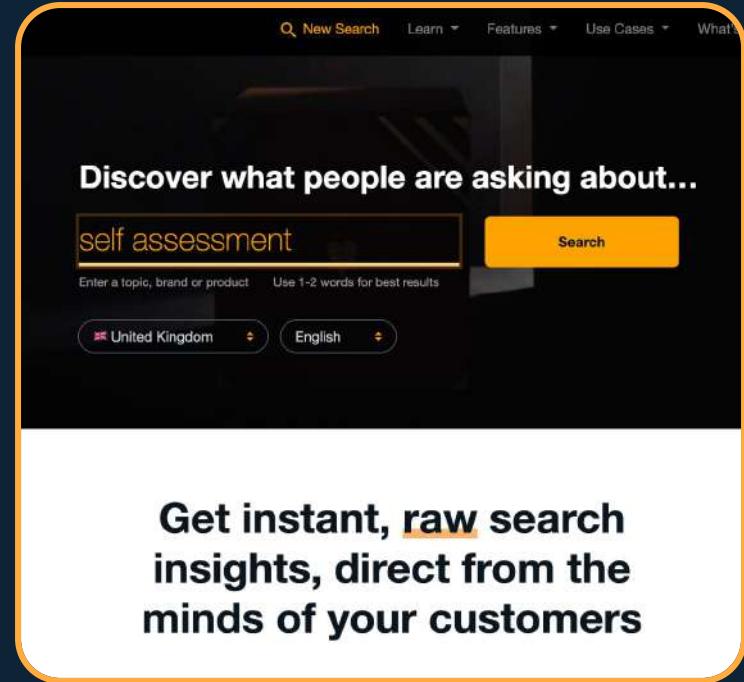 New Search Learn Features Use Cases What's
Discover what people are asking about...
self assessment
Search
Enter a topic, brand or product Use 1-2 words for best results
United Kingdom English
Get instant, raw search
insights, direct from the
minds of your customers